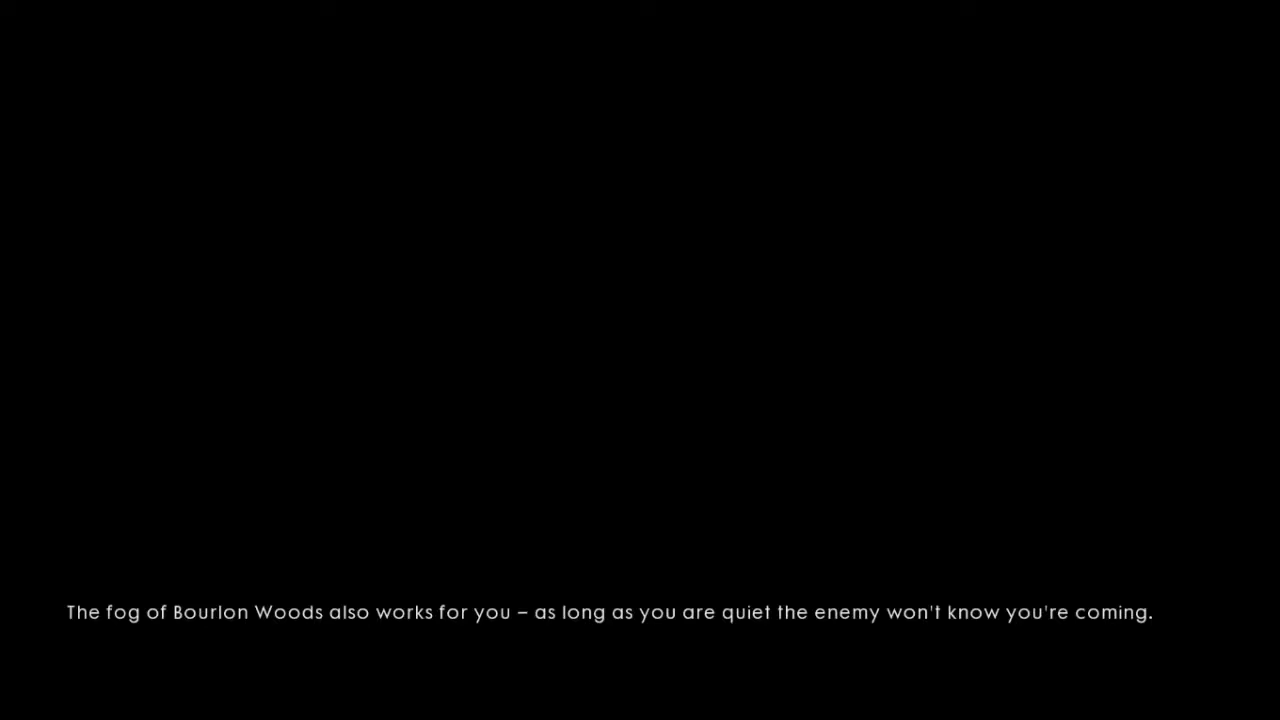 The fog of Bourlon Woods also works for you – as long as you are quiet the enemy won't know you're coming.